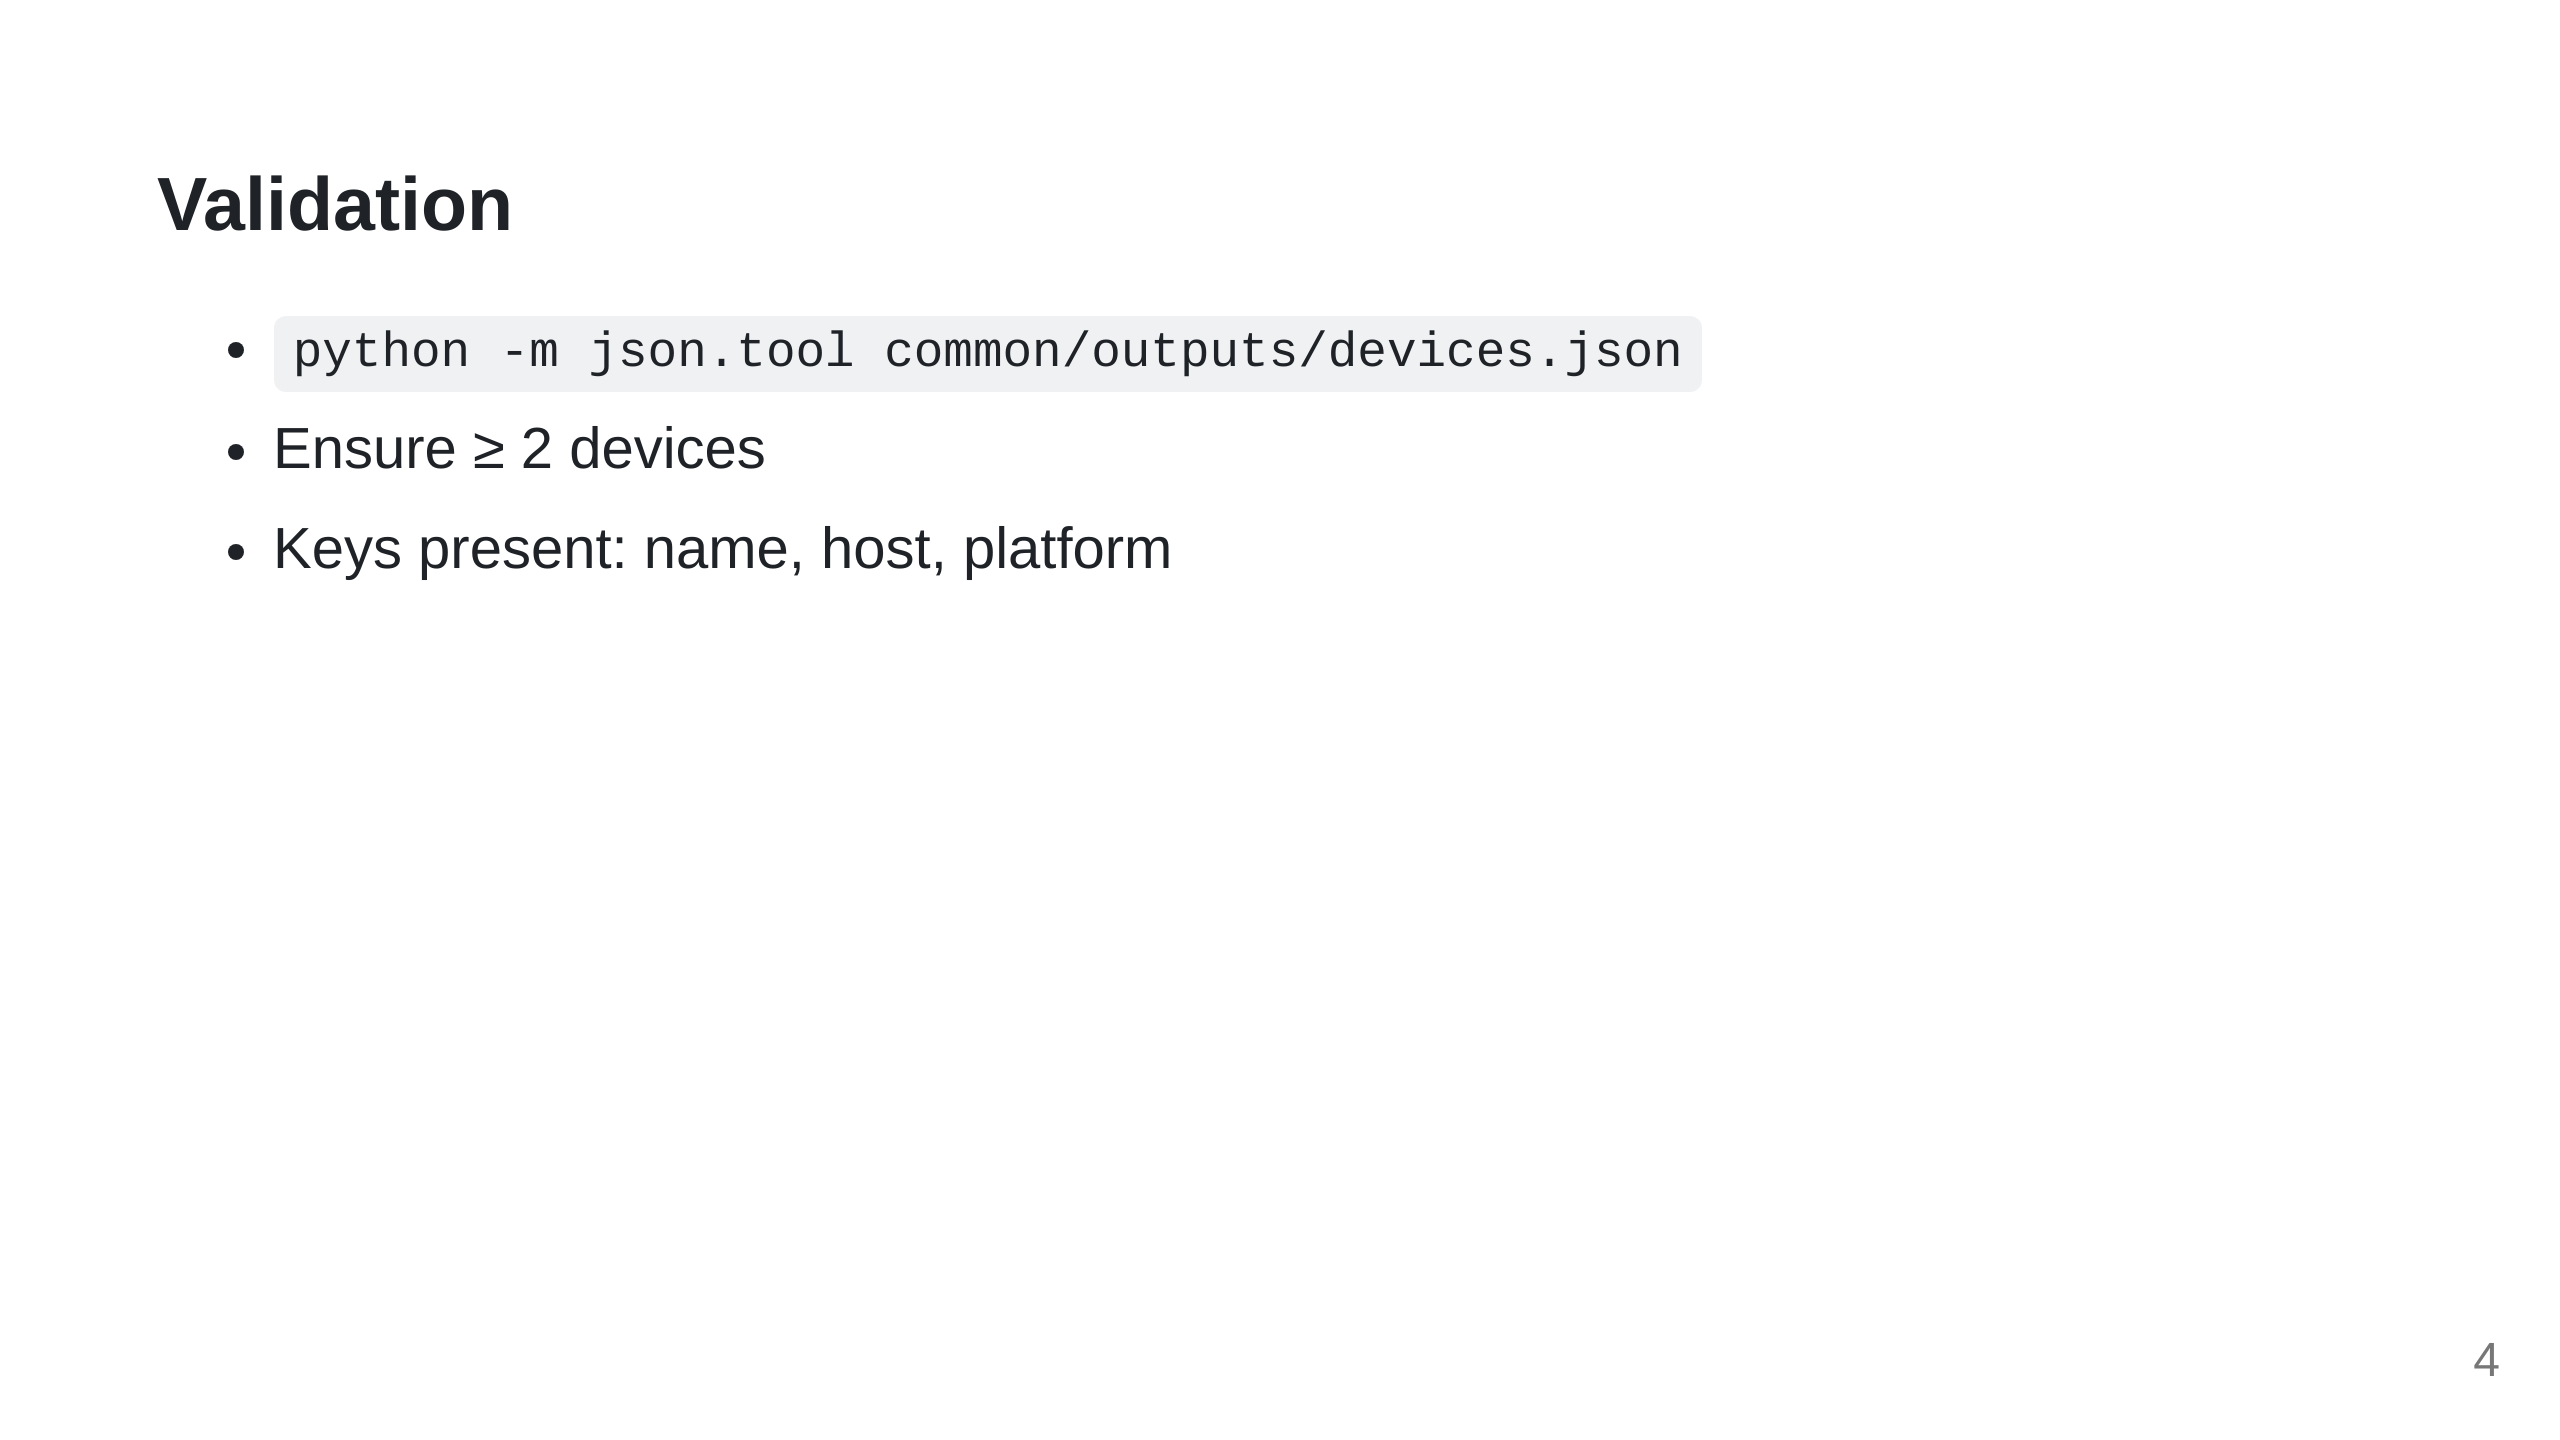 Validation
python -m json.tool common/outputs/devices.json
Ensure ≥ 2 devices
Keys present: name, host, platform
4